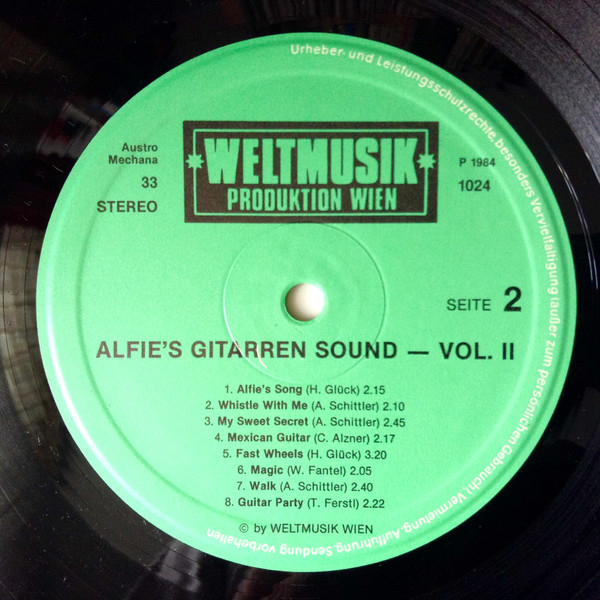 Urheber- und Leistungsschutzrechte, besonders Vervielfältigung (außer zum persönlichen Gebrauch), Vermietung, Aufführung, Sendung vorbehalten
Austro
Mechana
33
STEREO
WELTMUSIK
PRODUKTION WIEN
P 1984
1024
SEITE 2
ALFIE'S GITARREN SOUND — VOL. II
1. Alfie's Song (H. Glück) 2.15
2. Whistle With Me (A. Schittler) 2.10
3. My Sweet Secret (A. Schittler) 2.45
4. Mexican Guitar (C. Alzner) 2.17
5. Fast Wheels (H. Glück) 3.20
6. Magic (W. Fantel) 2.05
7. Walk (A. Schittler) 2.40
8. Guitar Party (T. Ferstl) 2.22
© by WELTMUSIK WIEN